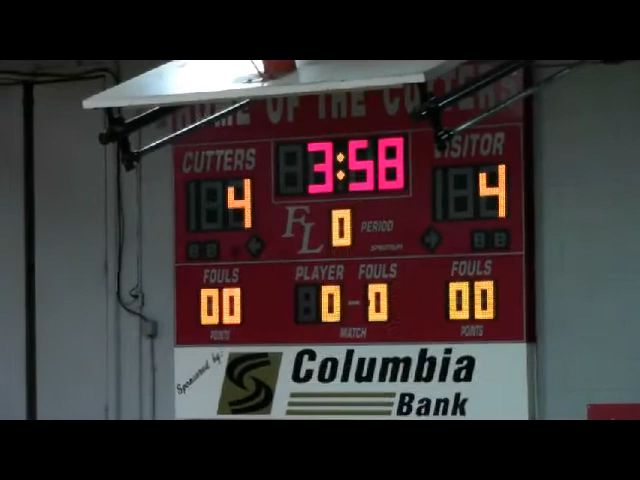 HOME OF THE CUTTERS
CUTTERS 3:58 VISITOR
4 4
FL 0 PERIOD
SPECTRUM
FOULS PLAYER FOULS FOULS
00 0-0 00
POINTS MATCH POINTS
Sponsored by:
Columbia
Bank